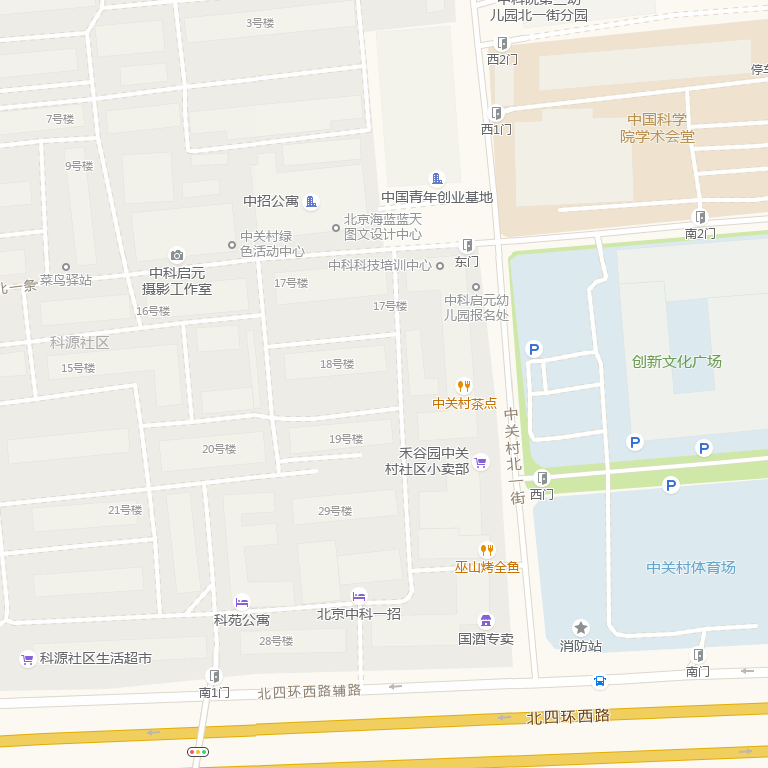 中科院第三幼
儿园北一街分园
3号楼
西2门
停车
7号楼
西1门
中国科学
院学术会堂
9号楼
中招公寓
中国青年创业基地
北京海蓝蓝天
图文设计中心
南2门
中关村绿
色活动中心
东门
中科科技培训中心
菜鸟驿站
中科启元
摄影工作室
北一条
17号楼
中科启元幼
儿园报名处
17号楼
16号楼
科源社区
15号楼
18号楼
创新文化广场
中关村茶点
中关村北一街
19号楼
20号楼
禾谷园中关
村社区小卖部
西门
21号楼
29号楼
巫山烤全鱼
中关村体育场
科苑公寓
北京中科一招
28号楼
国酒专卖
消防站
科源社区生活超市
南门
南1门
北四环西路辅路
北四环西路